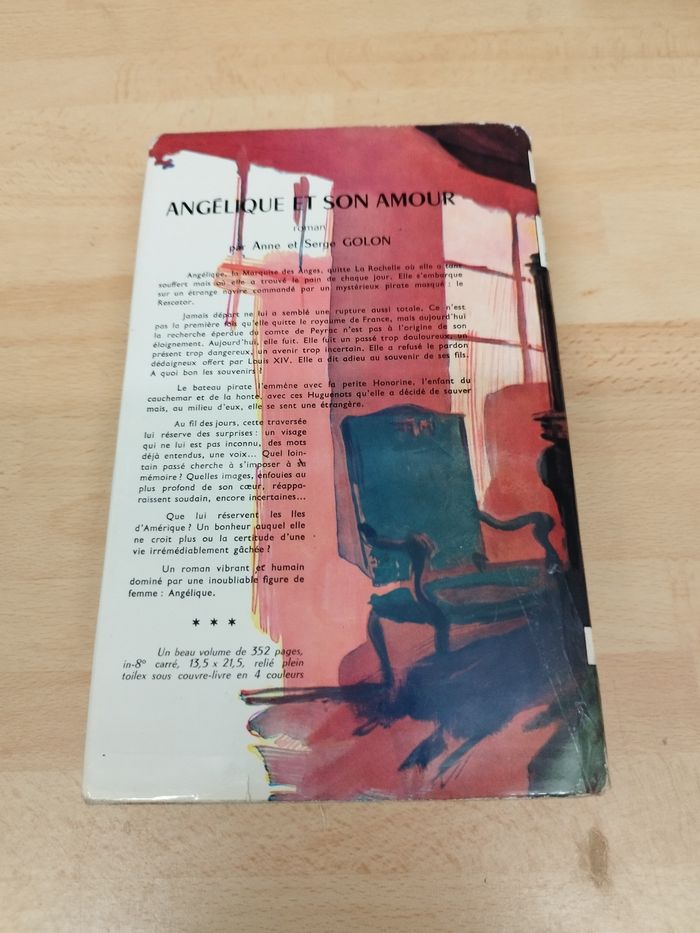 ANGÉLIQUE ET SON AMOUR
roman
par Anne et Serge GOLON
Angélique, la Marquise des Anges, quitte La Rochelle où elle a tant
souffert mais où elle a trouvé le pain de chaque jour. Elle s'embarque
sur un étrange navire commandé par un mystérieux pirate masqué : le
Rescator.
Jamais départ ne lui a semblé une rupture aussi totale. Ce n'est
pas la première fois qu'elle quitte le royaume de France, mais aujourd'hui
la recherche éperdue du comte de Peyrac n'est pas à l'origine de son
éloignement. Aujourd'hui, elle fuit. Elle fuit un passé trop douloureux, un
présent trop dangereux, un avenir trop incertain. Elle a refusé le pardon
dédaigneux offert par Louis XIV. Elle a dit adieu au souvenir de ses fils.
A quoi bon les souvenirs ?
Le bateau pirate l'emmène avec sa petite Honorine, l'enfant du
cauchemar et de la honte, avec ces Huguenots qu'elle a décidé de sauver
mais, au milieu d'eux, elle se sent une étrangère.
Au fil des jours, cette traversée
lui réserve des surprises : un visage
qui ne lui est pas inconnu, des mots
déjà entendus, une voix... Quel loin-
tain passé cherche à s'imposer à sa
mémoire ? Quelles images, enfouies au
plus profond de son cœur, réappa-
raissent soudain, encore incertaines...
Que lui réservent les Iles
d'Amérique ? Un bonheur auquel elle
ne croit plus ou la certitude d'une
vie irrémédiablement gâchée ?
Un roman vibrant et humain
dominé par une inoubliable figure de
femme : Angélique.
★ ★ ★
Un beau volume de 352 pages,
in-8° carré, 13,5 x 21,5, relié plein
toilex sous couvre-livre en 4 couleurs